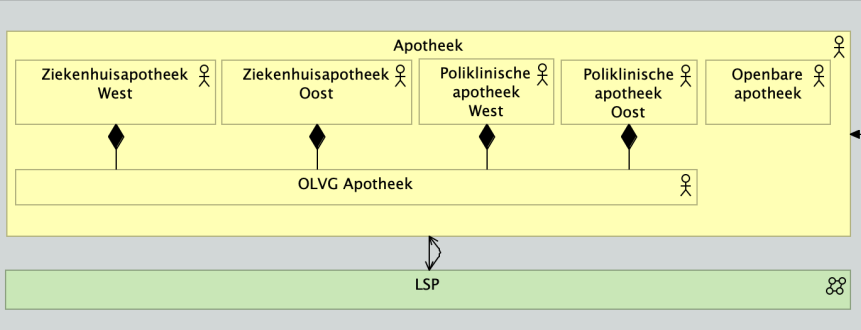 Apotheek
Ziekenhuisapotheek
West
Ziekenhuisapotheek
Oost
Poliklinische
apotheek
West
Poliklinische
apotheek
Oost
Openbare
apotheek
OLVG Apotheek
LSP